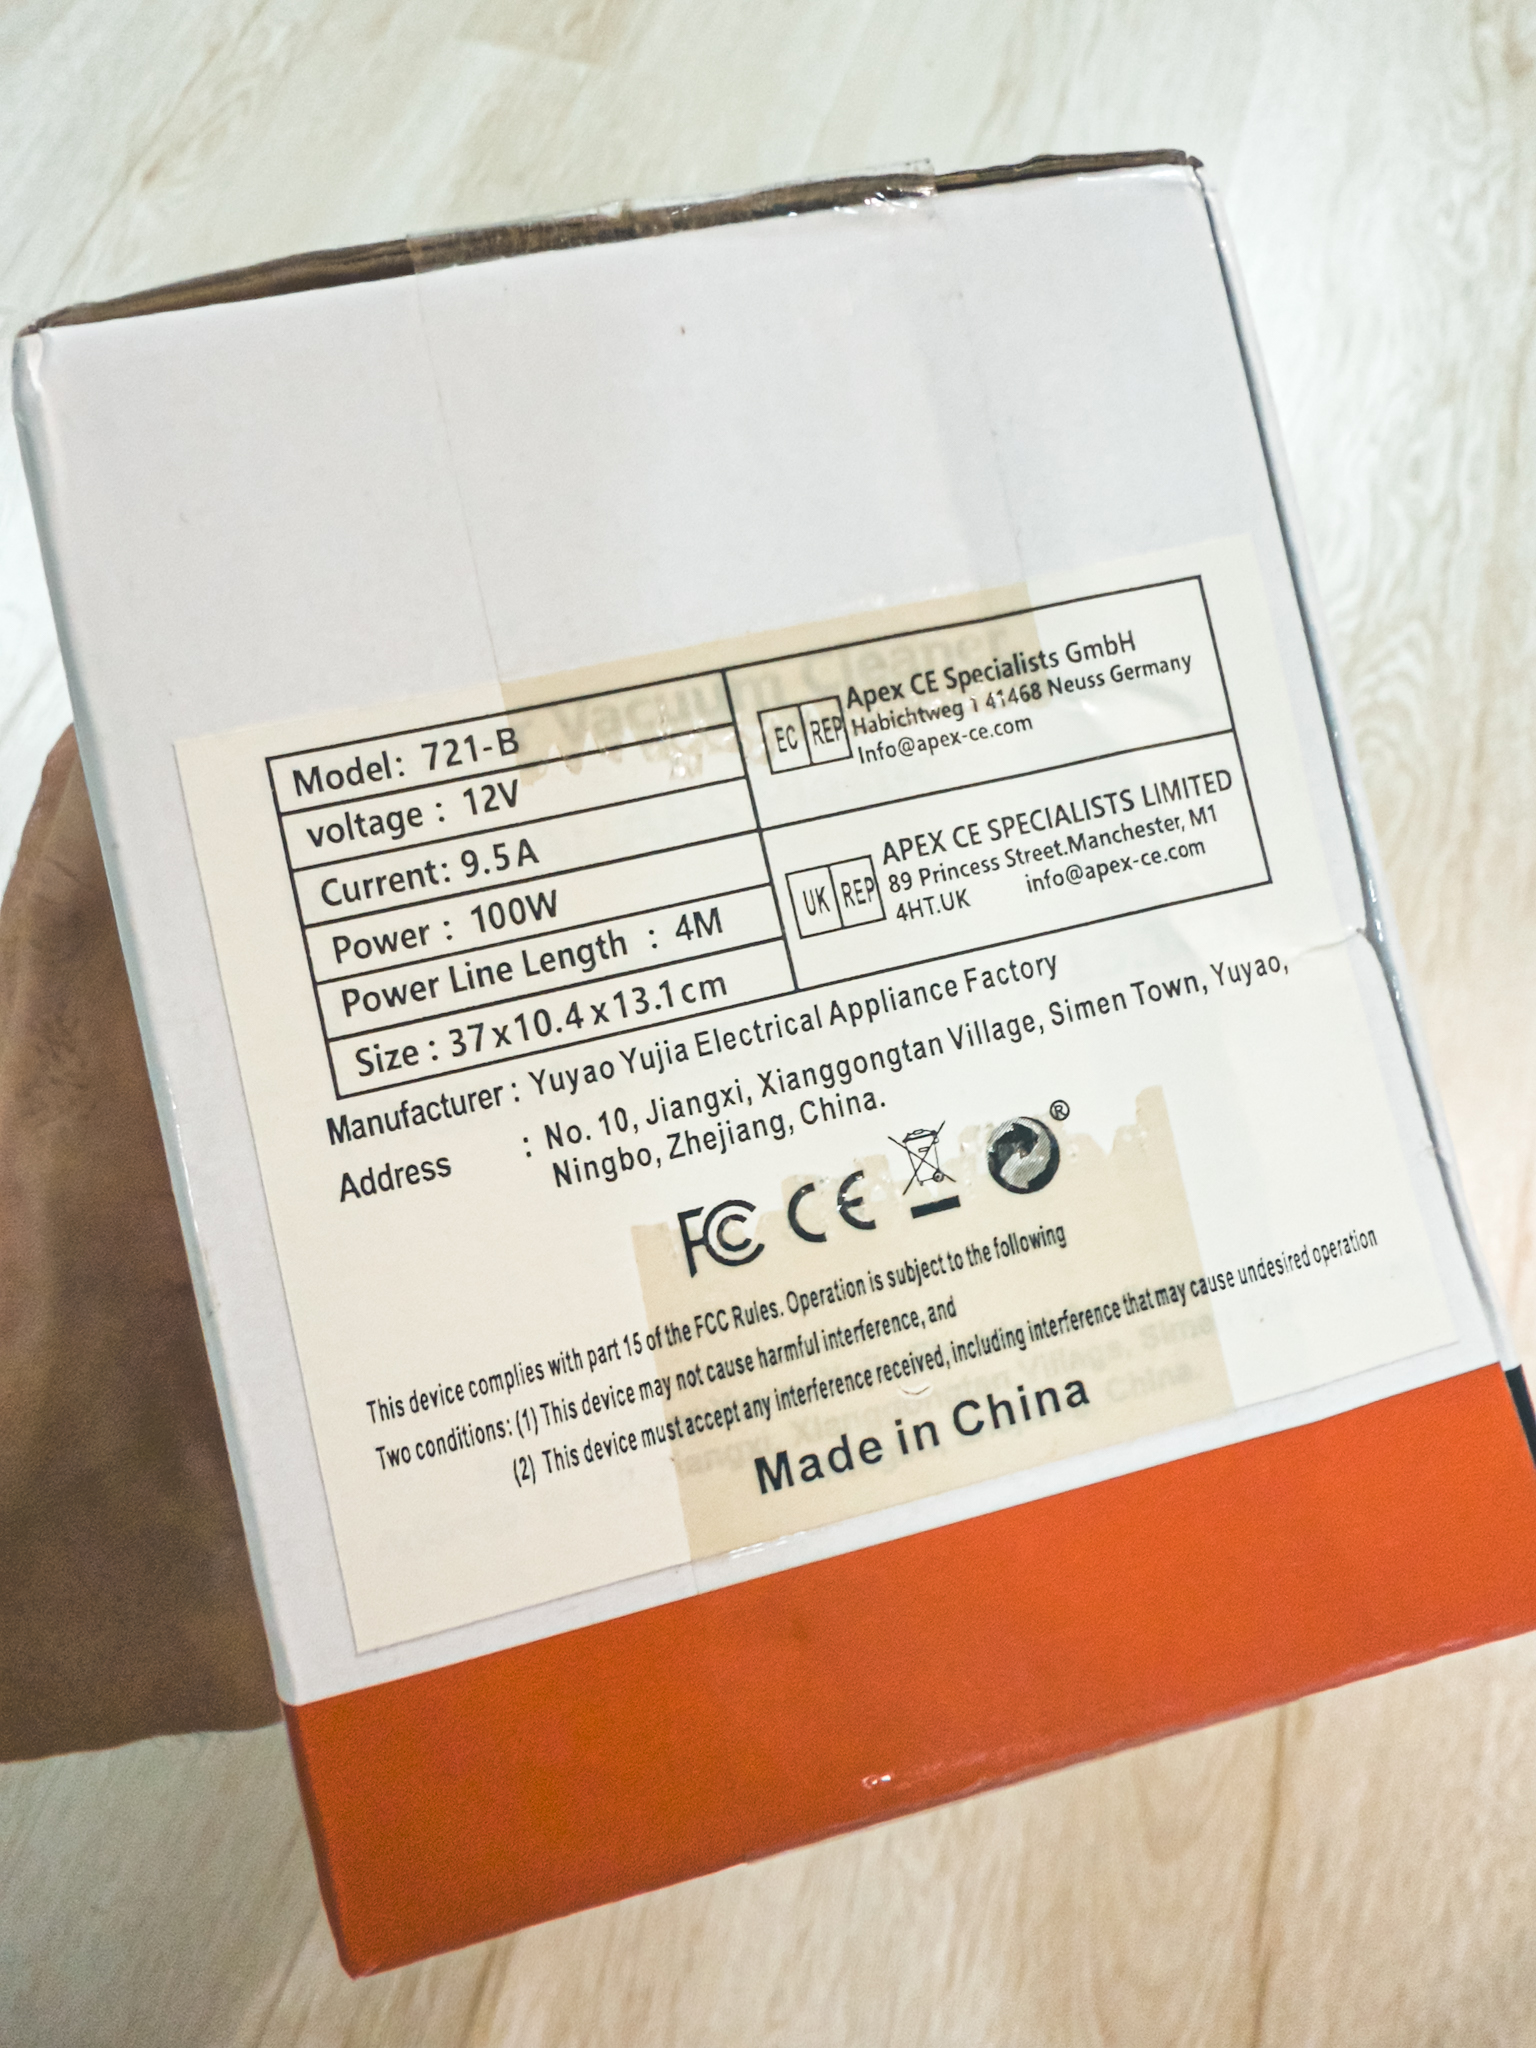 Vacuum Cleaner
Model: 721-B
voltage : 12V
Current: 9.5A
Power : 100W
Power Line Length : 4M
Size : 37x10.4x13.1cm
EC REP
Apex CE Specialists GmbH
Habichtweg 1 41468 Neuss Germany
Info@apex-ce.com
UK REP
APEX CE SPECIALISTS LIMITED
89 Princess Street.Manchester, M1
4HT.UK info@apex-ce.com
Manufacturer : Yuyao Yujia Electrical Appliance Factory
Address : No. 10, Jiangxi, Xianggongtan Village, Simen Town, Yuyao,
Ningbo, Zhejiang, China.
FC CE ®
This device complies with part 15 of the FCC Rules. Operation is subject to the following
Two conditions: (1) This device may not cause harmful interference, and
(2) This device must accept any interference received, including interference that may cause undesired operation
Made in China